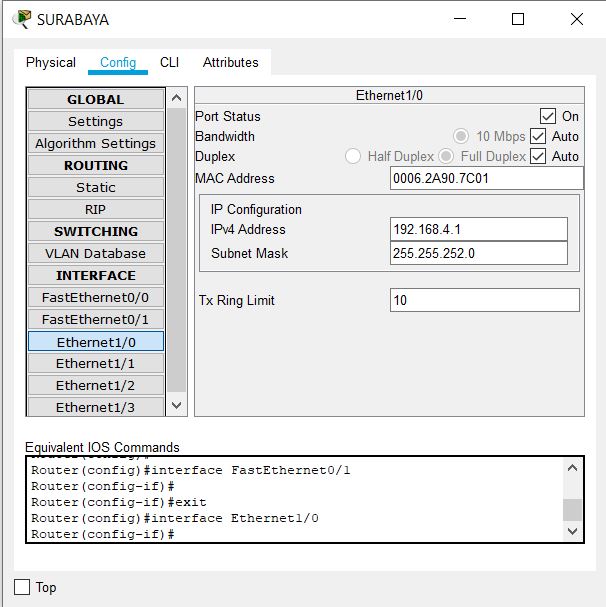 SURABAYA
Physical Config CLI Attributes
GLOBAL
Settings
Algorithm Settings
ROUTING
Static
RIP
SWITCHING
VLAN Database
INTERFACE
FastEthernet0/0
FastEthernet0/1
Ethernet1/0
Ethernet1/1
Ethernet1/2
Ethernet1/3
Ethernet1/0
Port Status On
Bandwidth 10 Mbps Auto
Duplex Half Duplex Full Duplex Auto
MAC Address 0006.2A90.7C01
IP Configuration
IPv4 Address 192.168.4.1
Subnet Mask 255.255.252.0
Tx Ring Limit 10
Equivalent IOS Commands
Router(config)#
Router(config)#interface FastEthernet0/1
Router(config-if)#
Router(config-if)#exit
Router(config)#interface Ethernet1/0
Router(config-if)#
Top